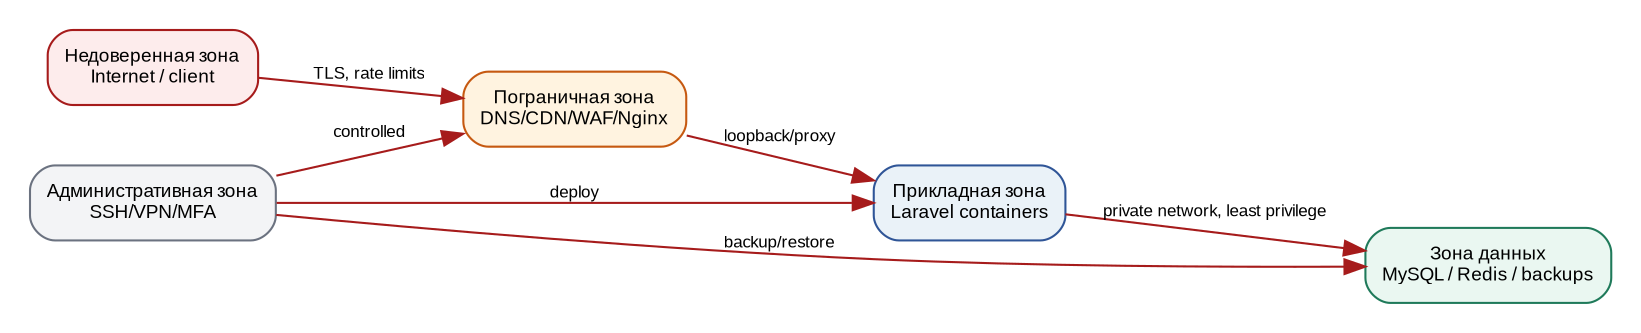 Недоверенная зона
Internet / client
TLS, rate limits
Пограничная зона
DNS/CDN/WAF/Nginx
controlled
loopback/proxy
Административная зона
SSH/VPN/MFA
deploy
Прикладная зона
Laravel containers
private network, least privilege
backup/restore
Зона данных
MySQL / Redis / backups